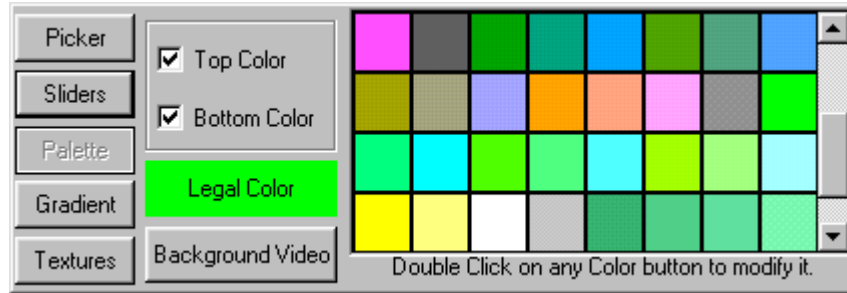 Picker
Sliders
Palette
Gradient
Textures
Top Color
Bottom Color
Legal Color
Background Video
Double Click on any Color button to modify it.